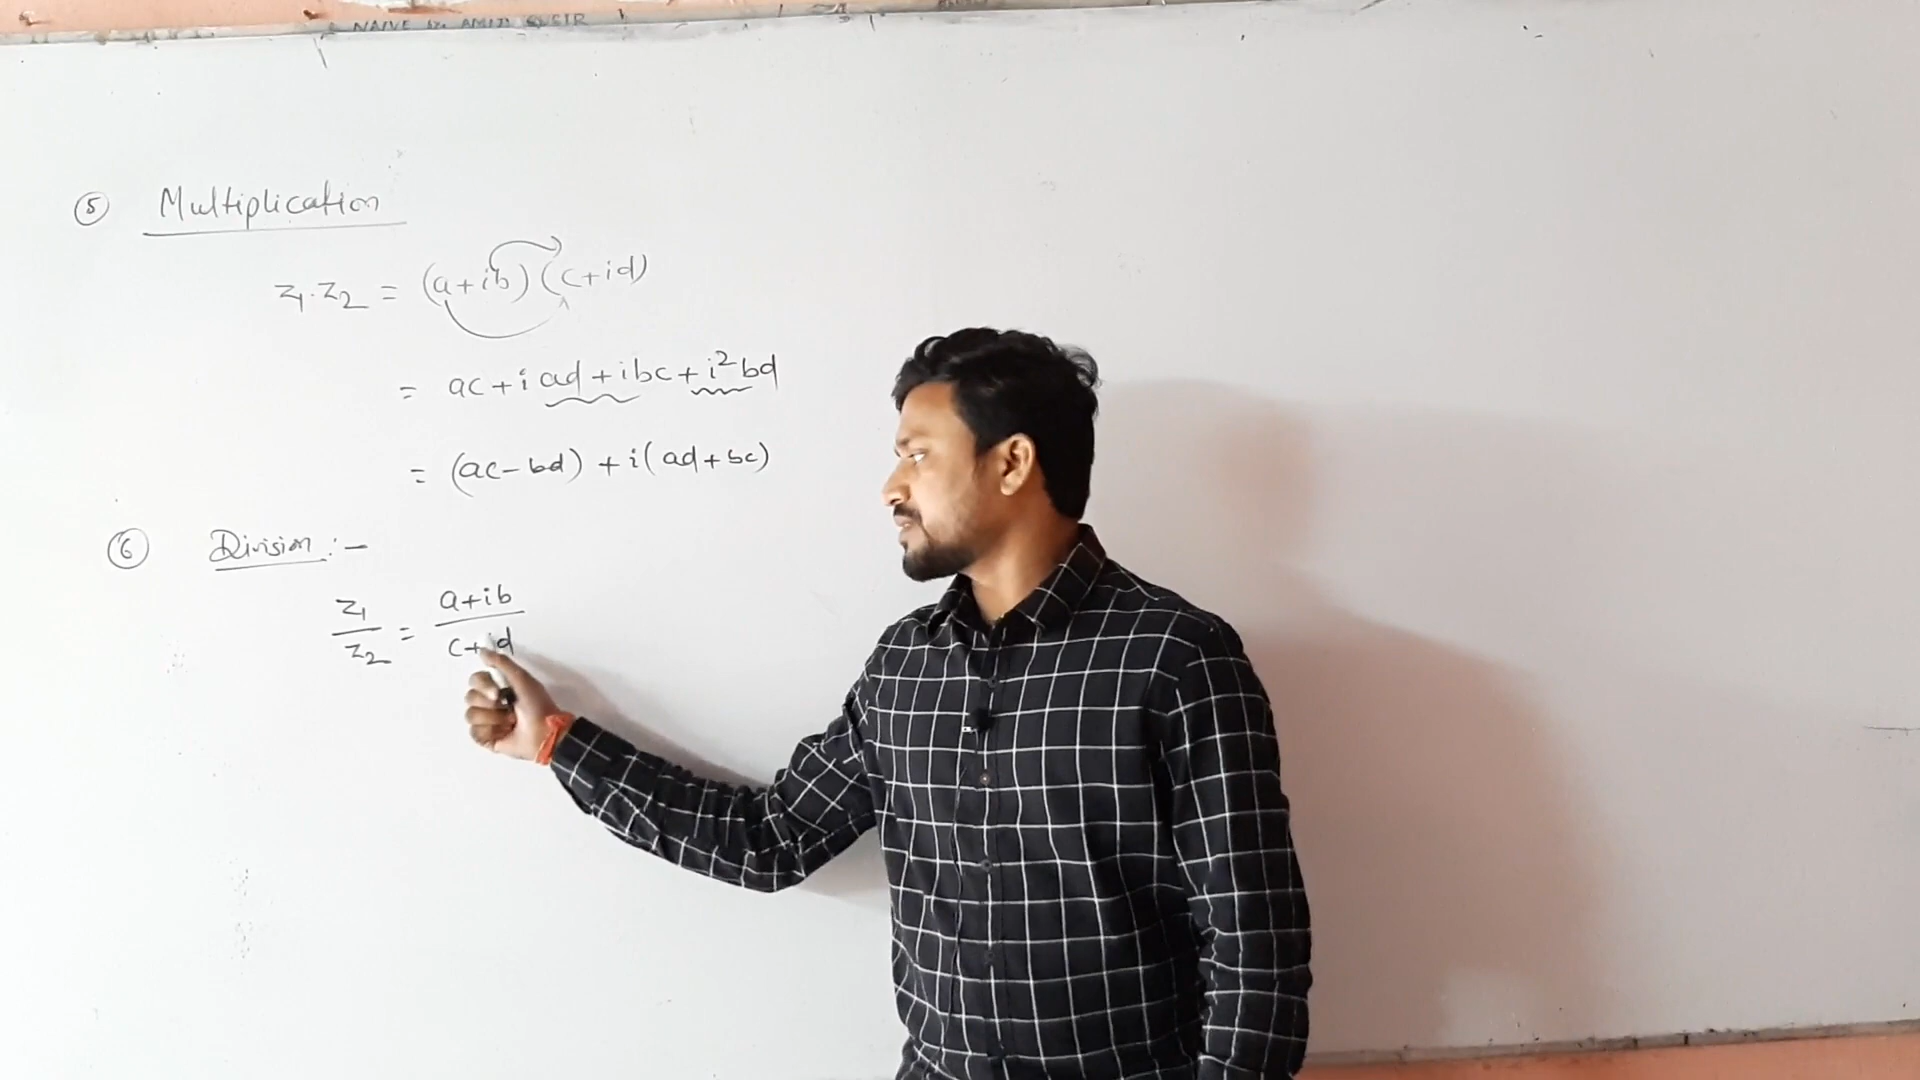 ⑤ Multiplication
z₁.z₂ = (a+ib)(c+id)
= ac+iad+ibc+i²bd
= (ac-bd)+i(ad+bc)
⑥ Division:-
z₁/z₂ = a+ib/c+id